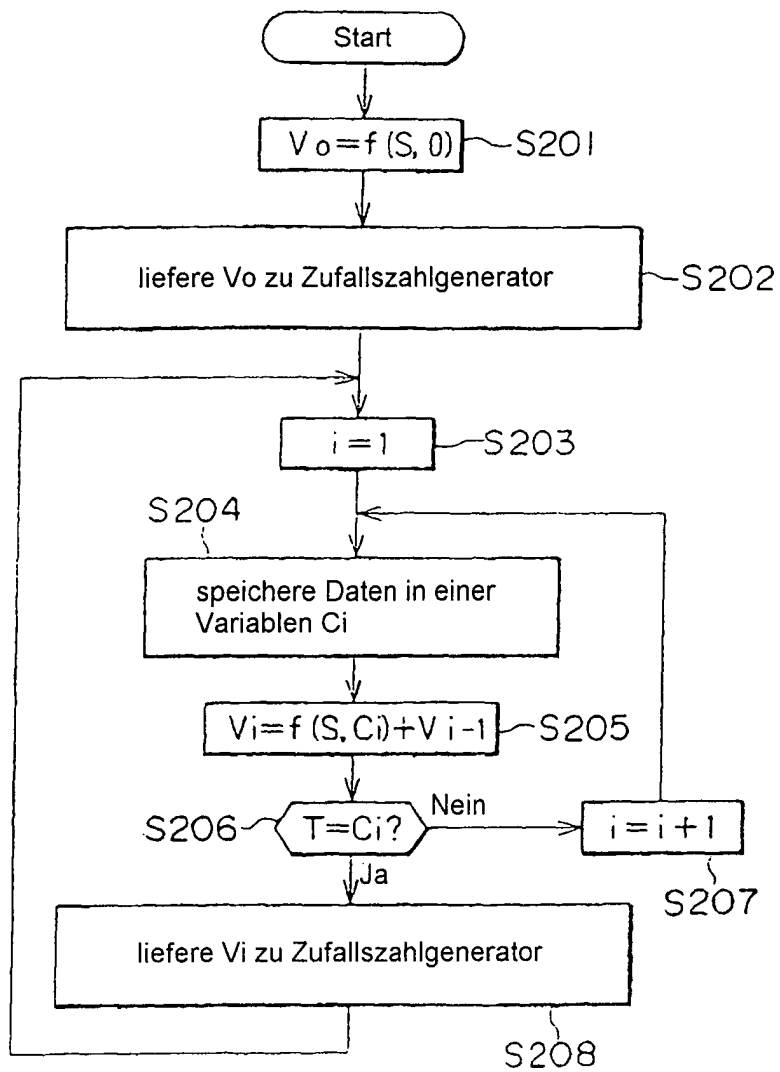 Start
Vo=f(S,0)
S201
liefere Vo zu Zufallszahlgenerator
S202
i=1
S203
S204
speichere Daten in einer
Variablen Ci
Vi=f(S,Ci)+Vi-1
S205
S206
T=Ci?
Nein
i=i+1
S207
Ja
liefere Vi zu Zufallszahlgenerator
S208